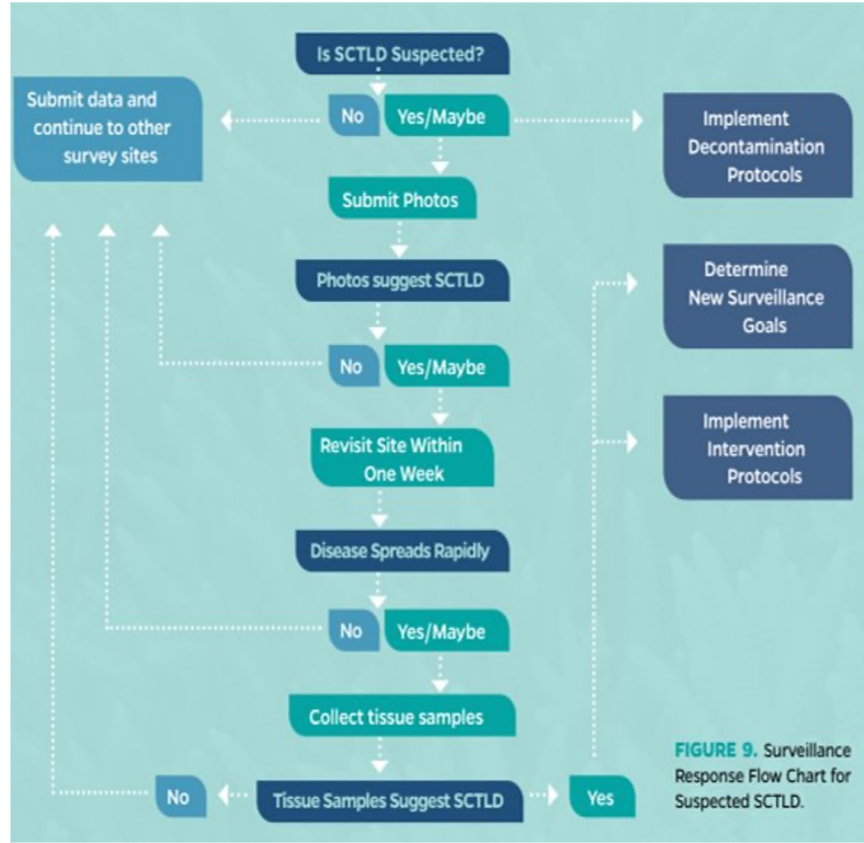 Is SCTLD Suspected?
Submit data and
continue to other
survey sites
No
Yes/Maybe
Implement
Decontamination
Protocols
Submit Photos
Photos suggest SCTLD
Determine
New Surveillance
Goals
No
Yes/Maybe
Implement
Intervention
Protocols
Revisit Site Within
One Week
Disease Spreads Rapidly
No
Yes/Maybe
Collect tissue samples
No
Tissue Samples Suggest SCTLD
Yes
FIGURE 9. Surveillance
Response Flow Chart for
Suspected SCTLD.